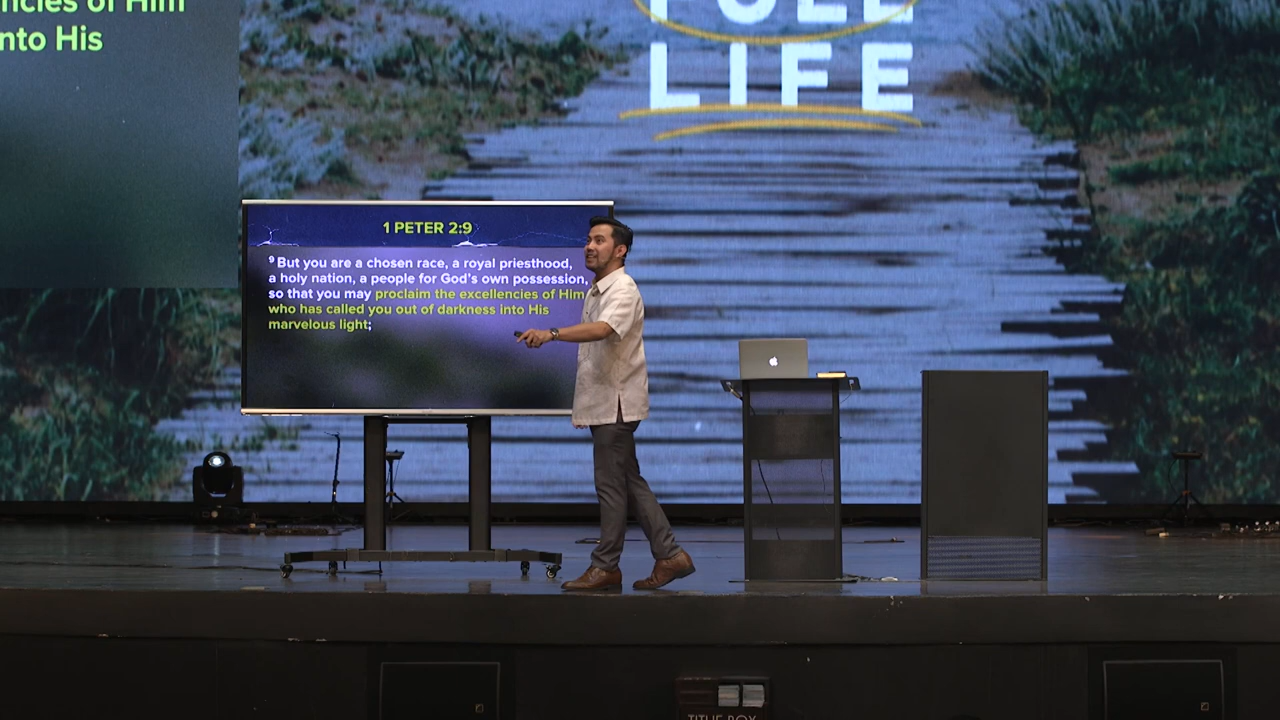 ncies of Him
nto His
FULL
LIFE
1 PETER 2:9
9 But you are a chosen race, a royal priesthood,
a holy nation, a people for God's own possession,
so that you may proclaim the excellencies of Him
who has called you out of darkness into His
marvelous light;
TITHE BOX